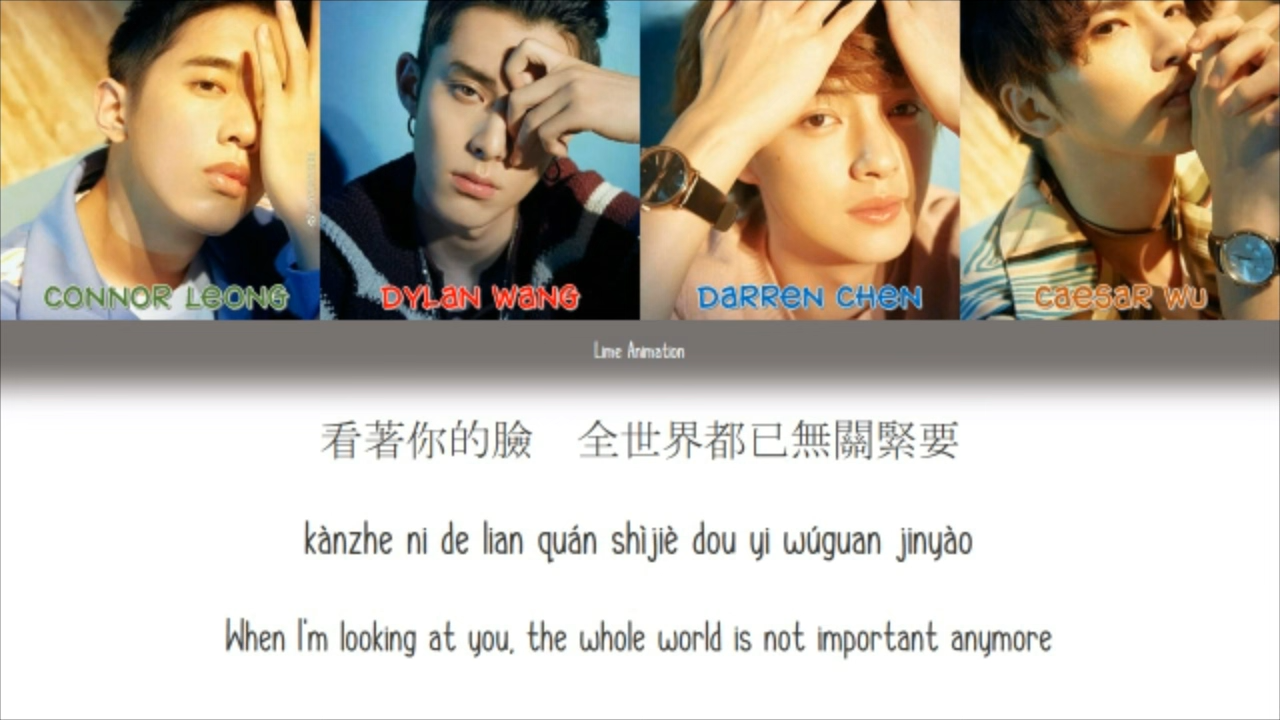 CONNOR LEONG
DYLAN WANG
DARREN CHEN
CAESAR WU
Lime Animation
看著你的臉 全世界都已無關緊要
kànzhe ni de lian quán shìjiè dou yi wúguan jinyào
When I'm looking at you, the whole world is not important anymore